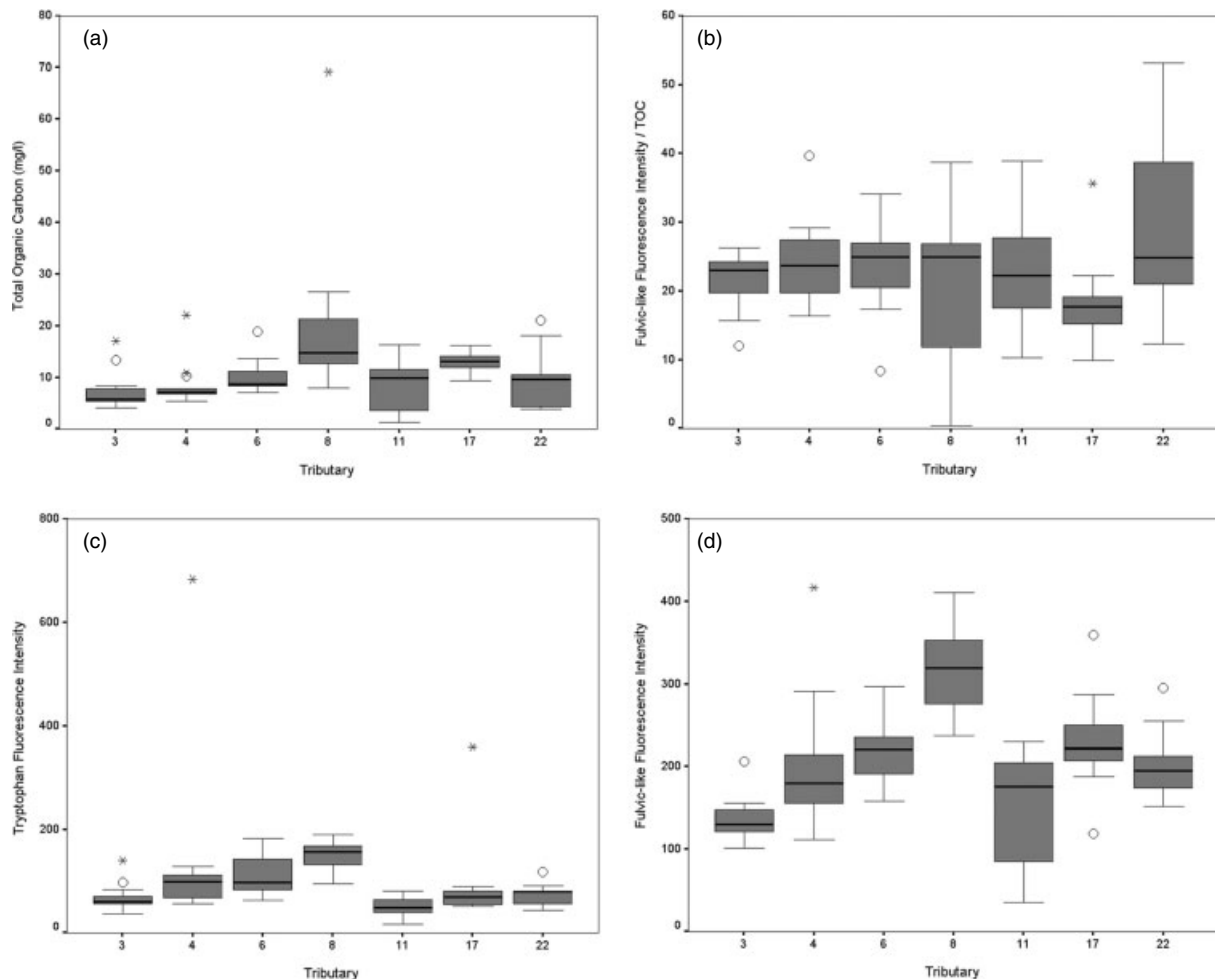 (a)
Total Organic Carbon (mg/l)
80
70
60
50
40
30
20
10
0
3 4 6 8 11 17 22
Tributary
(b)
Fulvic-like Fluorescence Intensity / TOC
60
50
40
30
20
10
0
3 4 6 8 11 17 22
Tributary
(c)
Tryptophan Fluorescence Intensity
800
600
400
200
0
3 4 6 8 11 17 22
Tributary
(d)
Fulvic-like Fluorescence Intensity
500
400
300
200
100
0
3 4 6 8 11 17 22
Tributary